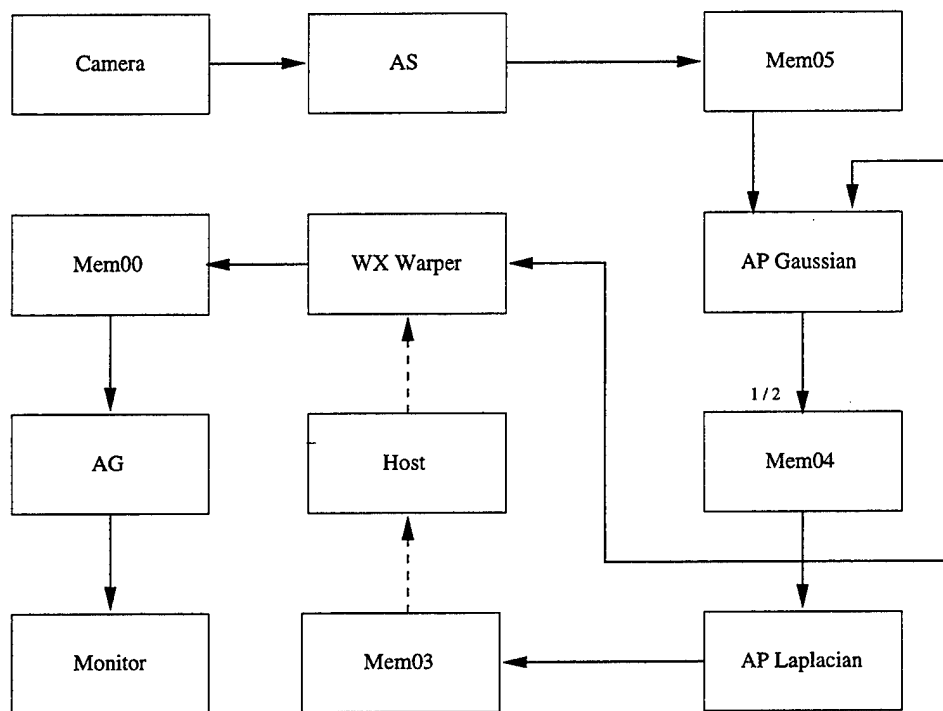 Camera
AS
Mem05
Mem00
WX Warper
AP Gaussian
1 / 2
AG
Host
Mem04
Monitor
Mem03
AP Laplacian